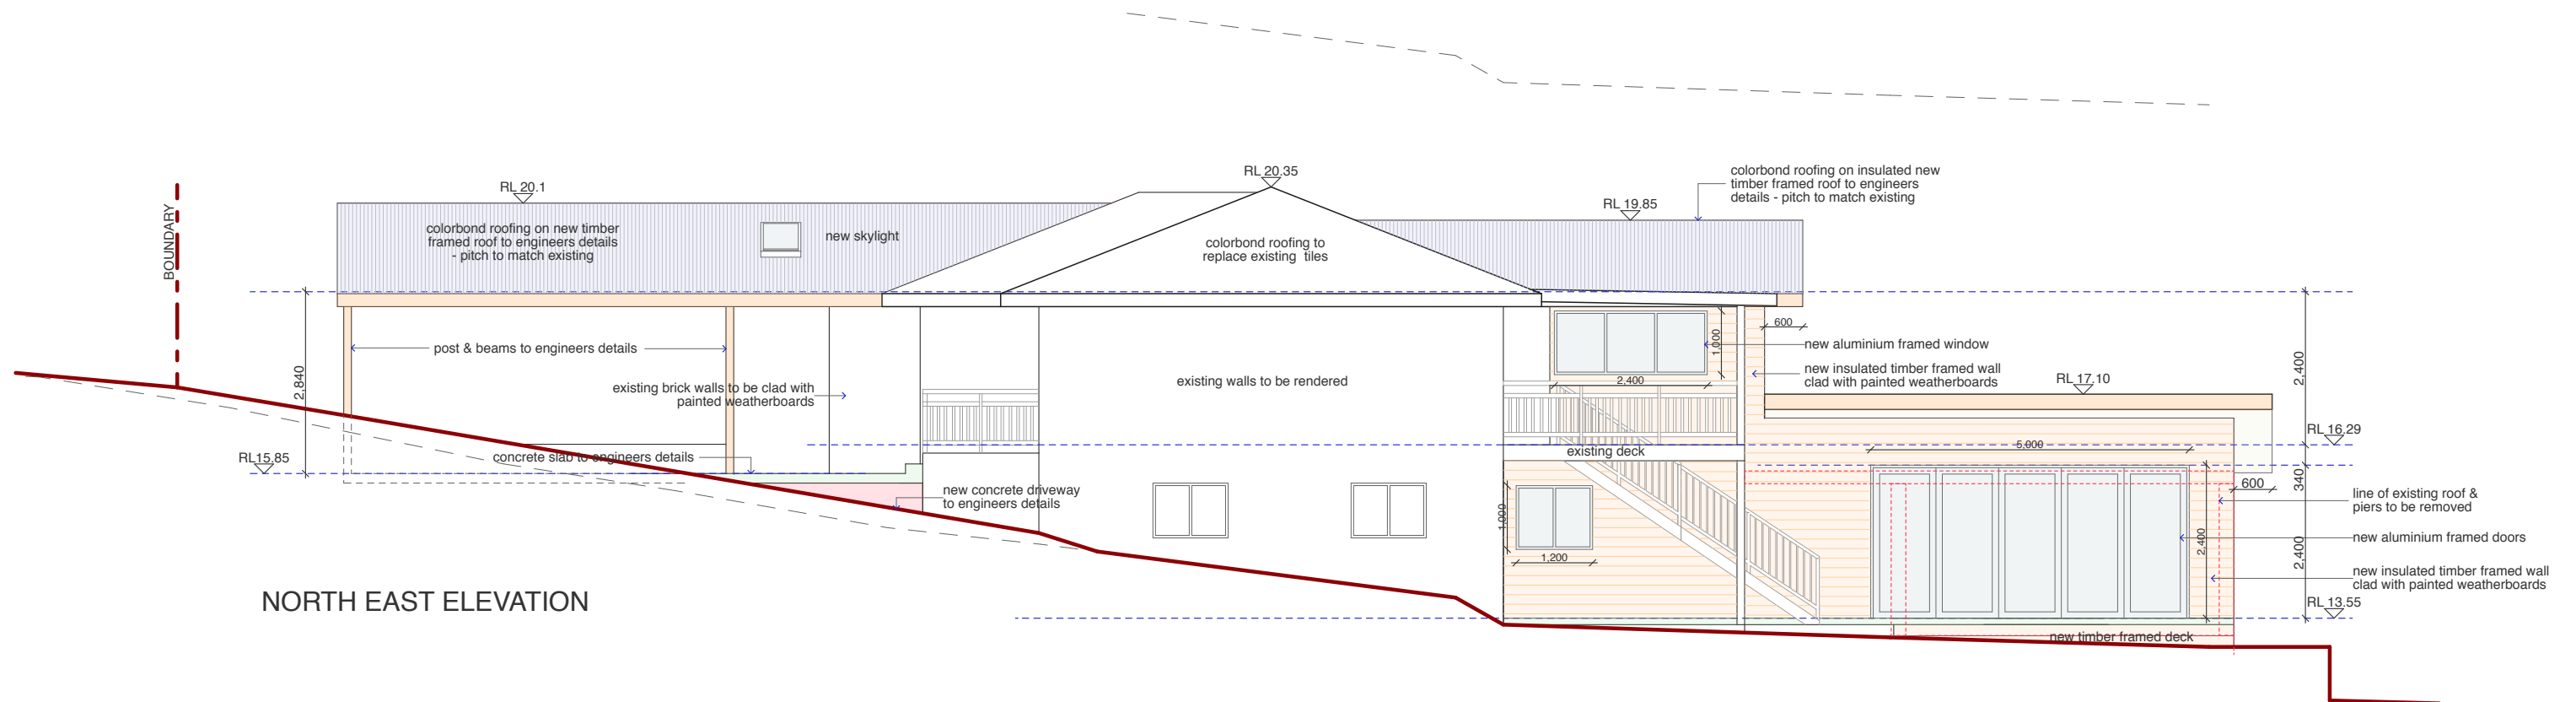 RL 20.35
colorbond roofing on insulated new
timber framed roof to engineers
details - pitch to match existing
RL 20.1
RL 19.85
BOUNDARY
colorbond roofing on new timber
framed roof to engineers details
- pitch to match existing
new skylight
colorbond roofing to
replace existing tiles
600
1,000
new aluminium framed window
post & beams to engineers details
2,840
2,400
new insulated timber framed wall
clad with painted weatherboards
RL 17.10
2,400
existing brick walls to be clad with
painted weatherboards
existing walls to be rendered
RL 16.29
5,000
existing deck
RL15.85
concrete slab to engineers details
340
600
new concrete driveway
to engineers details
line of existing roof &
piers to be removed
1,000
1,200
2,400
2,400
new aluminium framed doors
new insulated timber framed wall
clad with painted weatherboards
NORTH EAST ELEVATION
RL 13.55
new timber framed deck